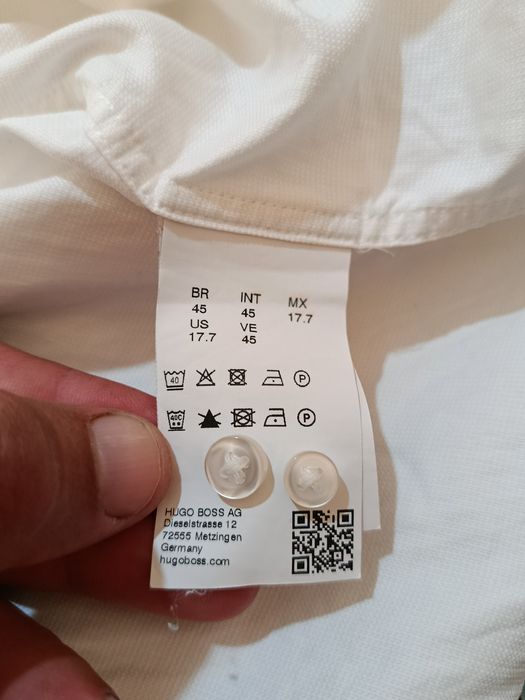 BR INT MX
45 45 17.7
US VE
17.7 45
40 P
40C P
HUGO BOSS AG
Dieselstrasse 12
72555 Metzingen
Germany
hugoboss.com